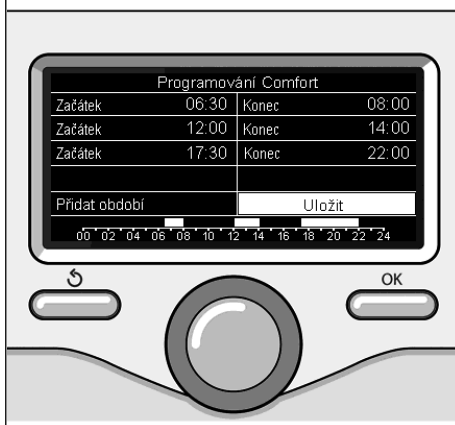 Programování Comfort
Začátek 06:30 Konec 08:00
Začátek 12:00 Konec 14:00
Začátek 17:30 Konec 22:00
Přidat období Uložit
00 02 04 06 08 10 12 14 16 18 20 22 24
OK